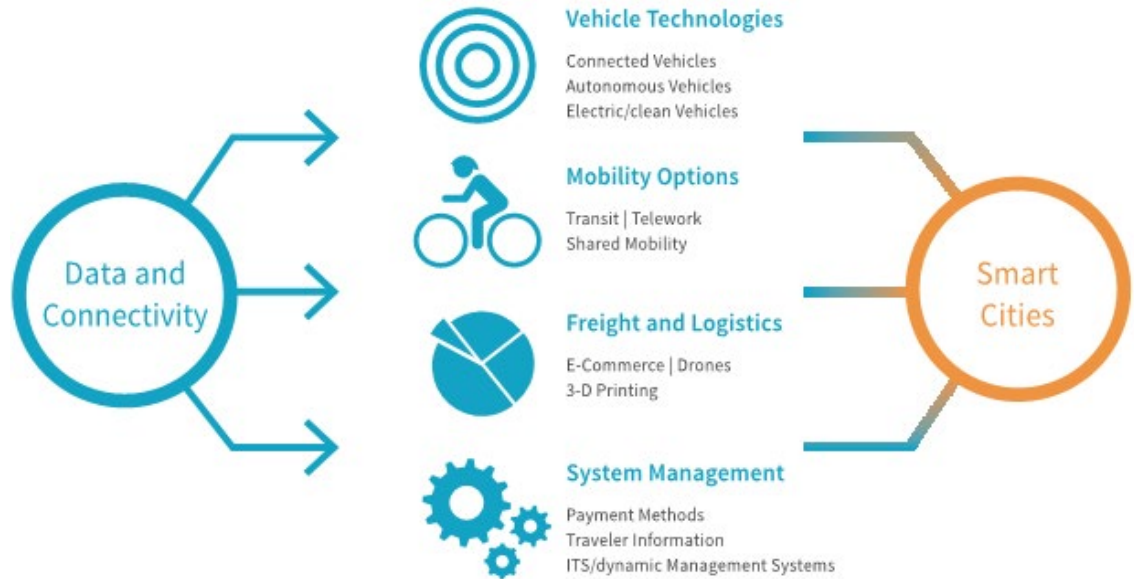 Data and
Connectivity
Vehicle Technologies
Connected Vehicles
Autonomous Vehicles
Electric/clean Vehicles
Mobility Options
Transit | Telework
Shared Mobility
Freight and Logistics
E-Commerce | Drones
3-D Printing
System Management
Payment Methods
Traveler Information
ITS/dynamic Management Systems
Smart
Cities